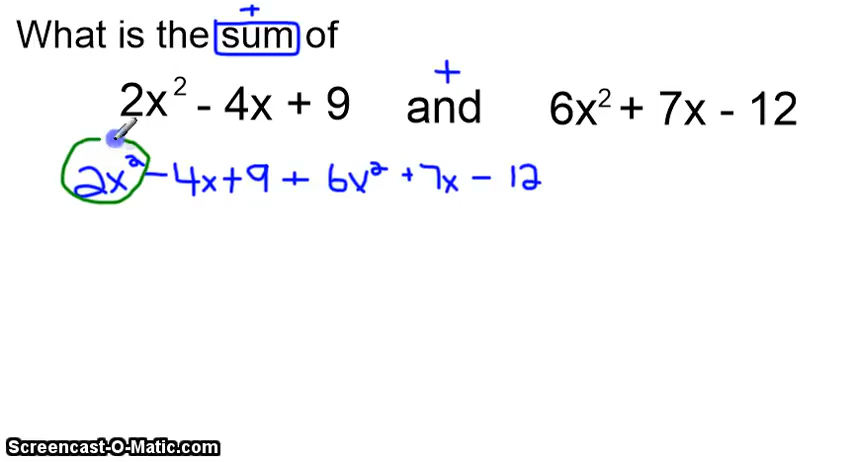 +
What is the sum of
+
2x² - 4x + 9 and 6x² + 7x - 12
2x² - 4x + 9 + 6x² + 7x - 12
Screencast-O-Matic.com